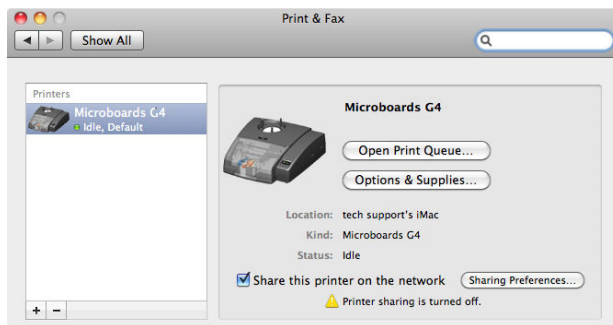 Print & Fax
Show All
Printers
Microboards G4
Idle, Default
Microboards G4
Open Print Queue...
Options & Supplies...
Location: tech support's iMac
Kind: Microboards G4
Status: Idle
Share this printer on the network Sharing Preferences...
Printer sharing is turned off.
+ −